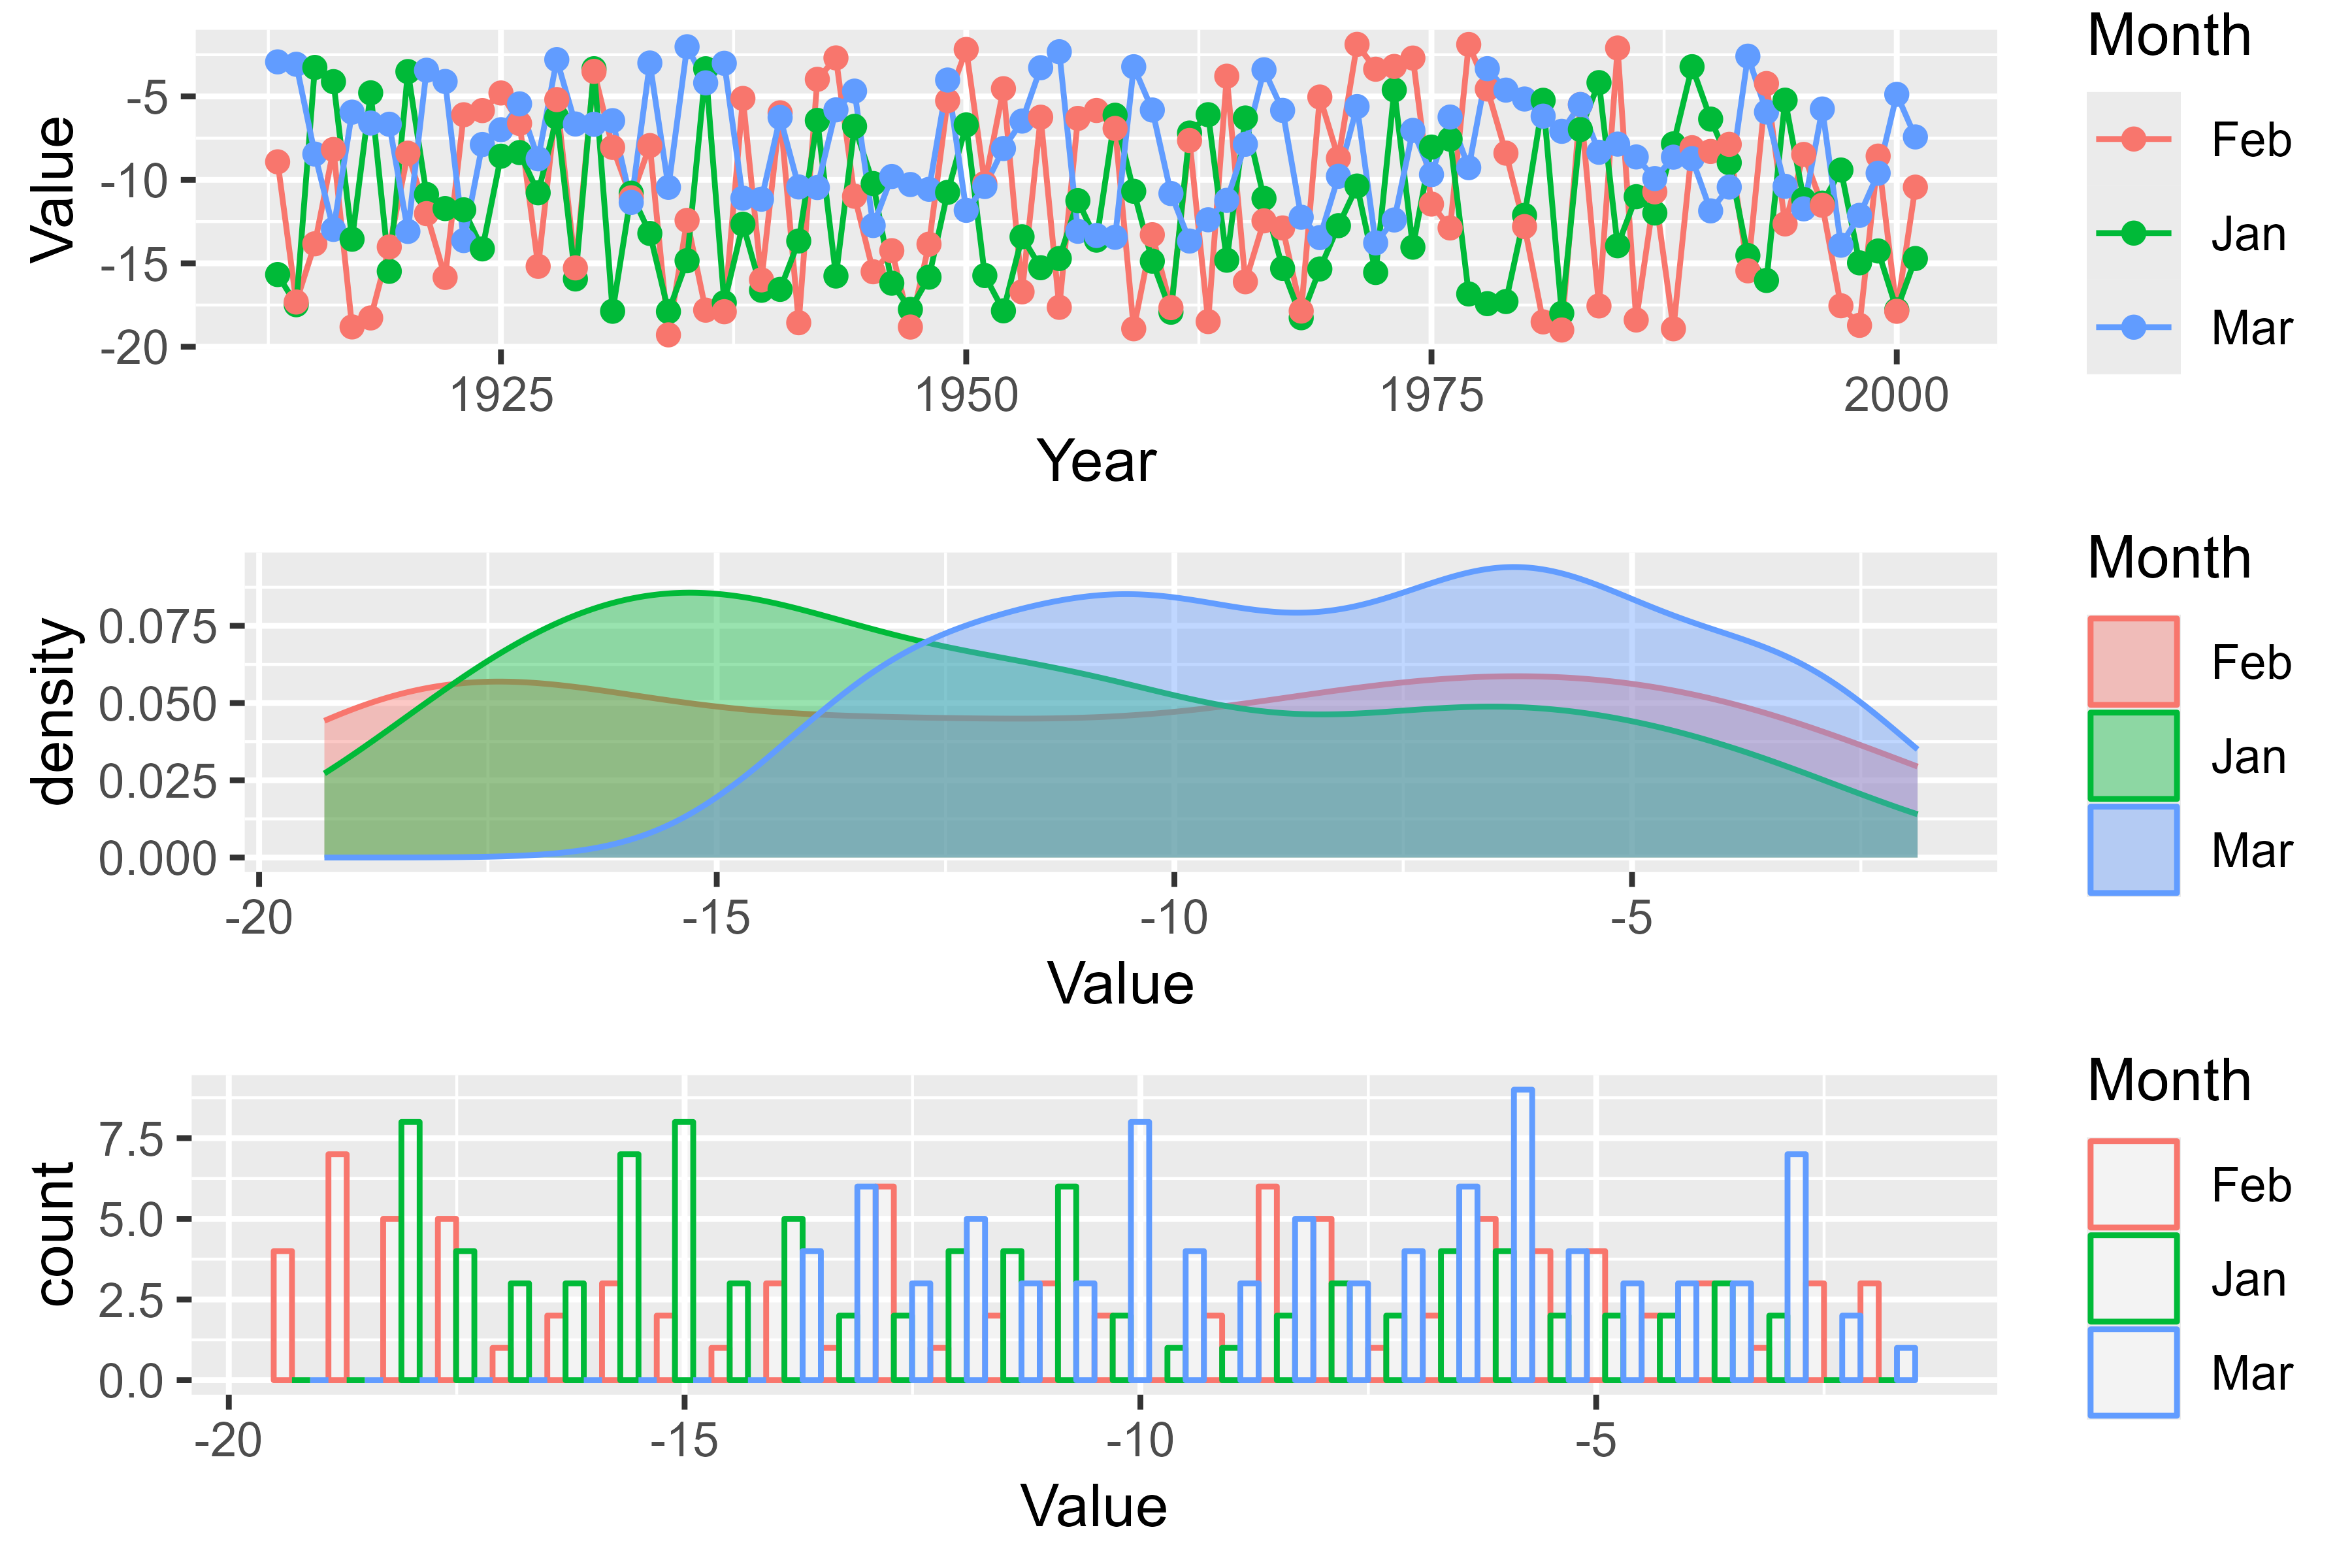 Value
-5
-10
-15
-20
1925 1950 1975 2000
Year
Month
Feb
Jan
Mar
density
0.075
0.050
0.025
0.000
-20 -15 -10 -5
Value
Month
Feb
Jan
Mar
count
7.5
5.0
2.5
0.0
-20 -15 -10 -5
Value
Month
Feb
Jan
Mar